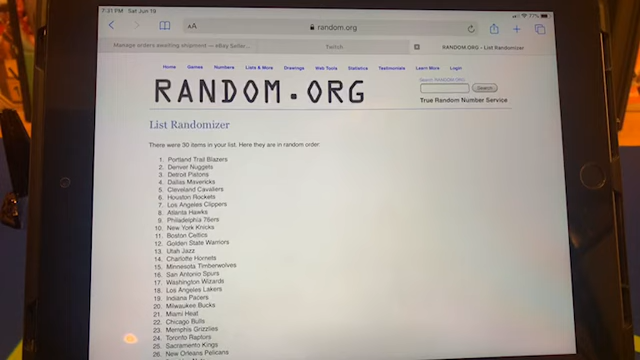 7:31 PM Sat Jun 19
77%
AA
random.org
Manage orders awaiting shipment — eBay Seller...
Twitch
RANDOM.ORG - List Randomizer
Home Games Numbers Lists & More Drawings Web Tools Statistics Testimonials Learn More Login
RANDOM.ORG
Search RANDOM.ORG
Search
True Random Number Service
List Randomizer
There were 30 items in your list. Here they are in random order:
1. Portland Trail Blazers
2. Denver Nuggets
3. Detroit Pistons
4. Dallas Mavericks
5. Cleveland Cavaliers
6. Houston Rockets
7. Los Angeles Clippers
8. Atlanta Hawks
9. Philadelphia 76ers
10. New York Knicks
11. Boston Celtics
12. Golden State Warriors
13. Utah Jazz
14. Charlotte Hornets
15. Minnesota Timberwolves
16. San Antonio Spurs
17. Washington Wizards
18. Los Angeles Lakers
19. Indiana Pacers
20. Milwaukee Bucks
21. Miami Heat
22. Chicago Bulls
23. Memphis Grizzlies
24. Toronto Raptors
25. Sacramento Kings
26. New Orleans Pelicans